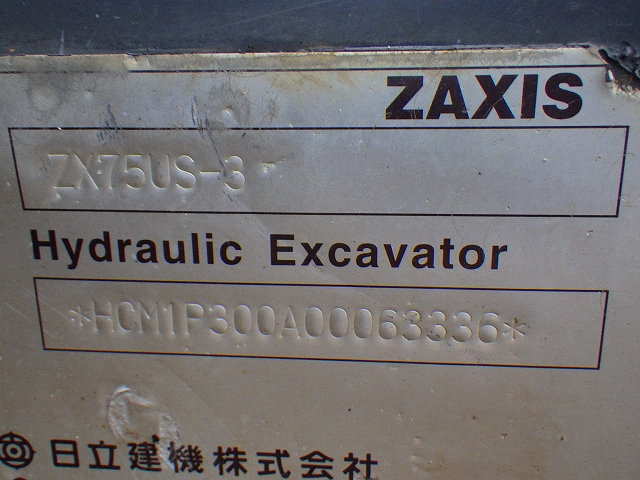 ZAXIS
ZX75US-3
Hydraulic Excavator
*HCM1P300A00063336*
日立建機株式会社